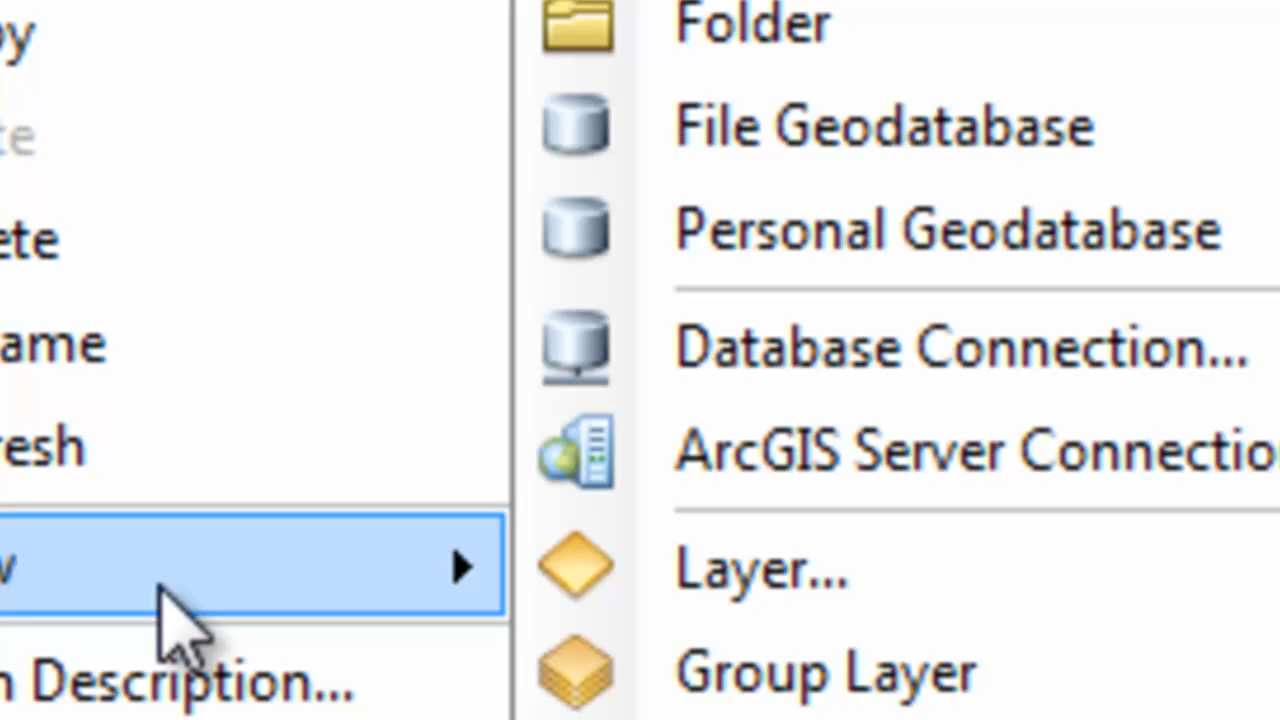 py
te
ete
ame
resh
w
n Description...
Folder
File Geodatabase
Personal Geodatabase
Database Connection...
ArcGIS Server Connectio
Layer...
Group Layer